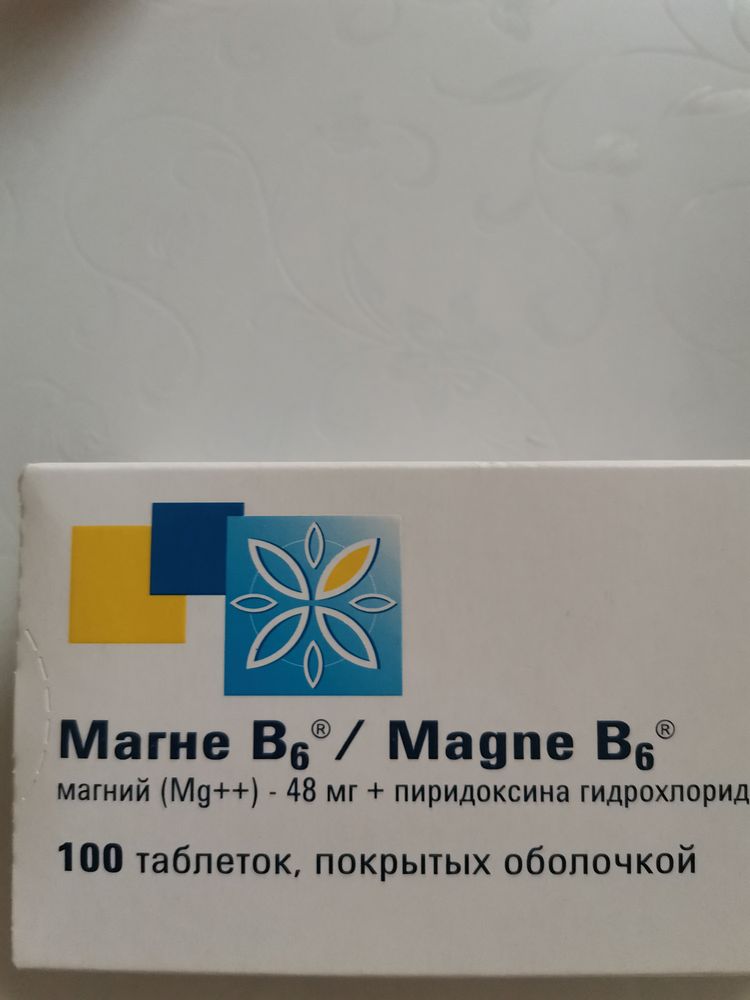 Магне B₆® / Magne B₆®
магний (Mg++) - 48 мг + пиридоксина гидрохлорид
100 таблеток, покрытых оболочкой